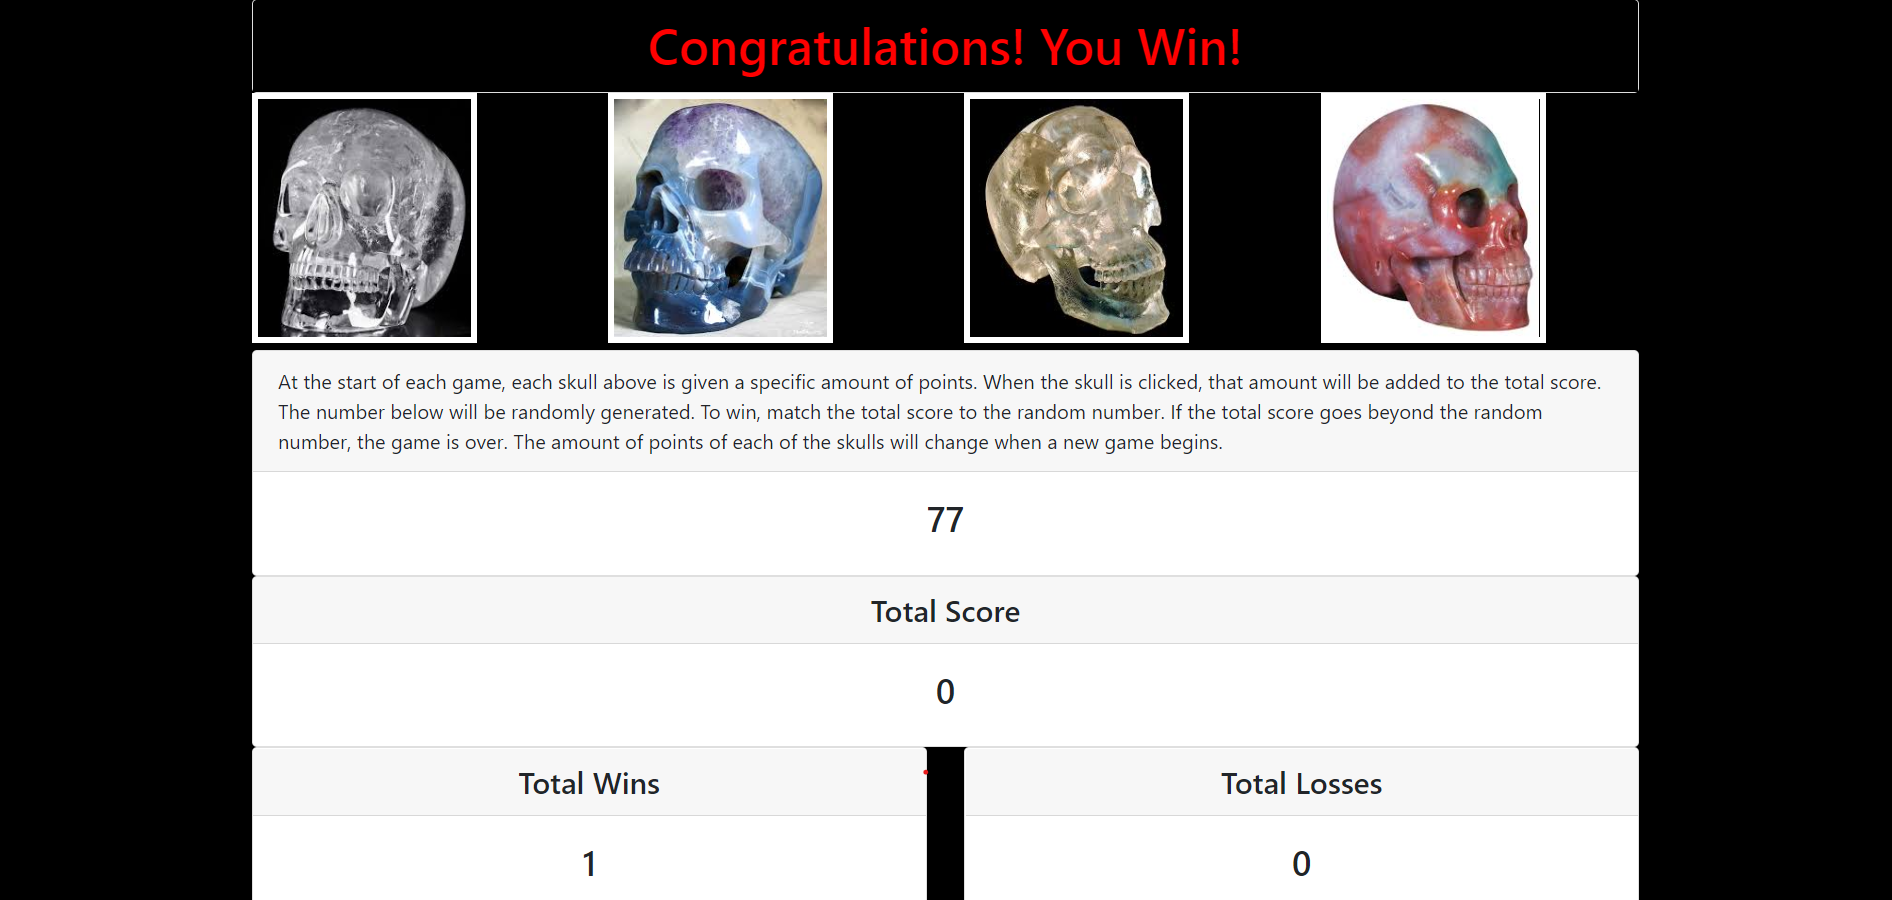 Congratulations! You Win!
At the start of each game, each skull above is given a specific amount of points. When the skull is clicked, that amount will be added to the total score.
The number below will be randomly generated. To win, match the total score to the random number. If the total score goes beyond the random
number, the game is over. The amount of points of each of the skulls will change when a new game begins.
77
Total Score
0
Total Wins
Total Losses
1
0